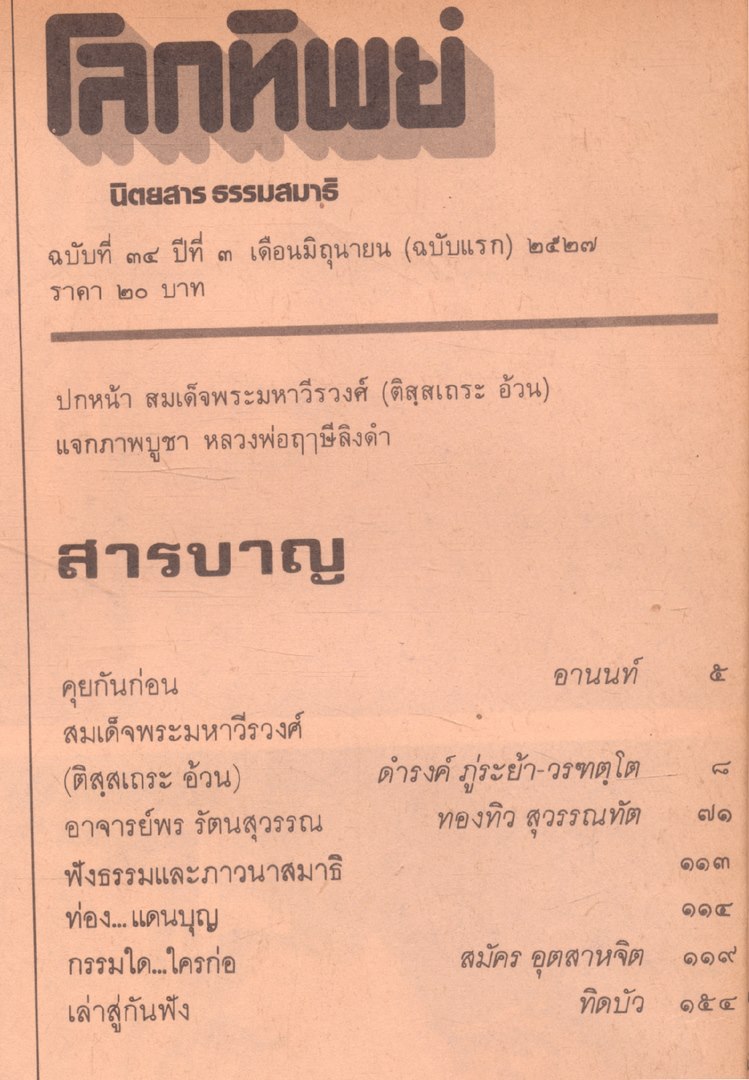 โลกทิพย์
นิตยสาร ธรรมสมาธิ
ฉบับที่ ๓๔ ปีที่ ๓ เดือนมิถุนายน (ฉบับแรก) ๒๕๒๗
ราคา ๒๐ บาท
ปกหน้า สมเด็จพระมหาวีรวงศ์ (ติสฺสเถระ อ้วน)
แจกภาพบูชา หลวงพ่อฤๅษีลิงดำ
สารบาญ
คุยกันก่อน อานนท์ ๕
สมเด็จพระมหาวีรวงศ์
(ติสฺสเถระ อ้วน) ดำรงค์ ภู่ระย้า-วรฑตฺโต ๘
อาจารย์พร รัตนสุวรรณ ทองทิว สุวรรณทัต ๗๑
ฟังธรรมและภาวนาสมาธิ ๑๑๓
ท่อง...แดนบุญ ๑๑๔
กรรมใด...ใครก่อ สมัคร อุตสาหจิต ๑๑๙
เล่าสู่กันฟัง ทิดบัว ๑๕๔